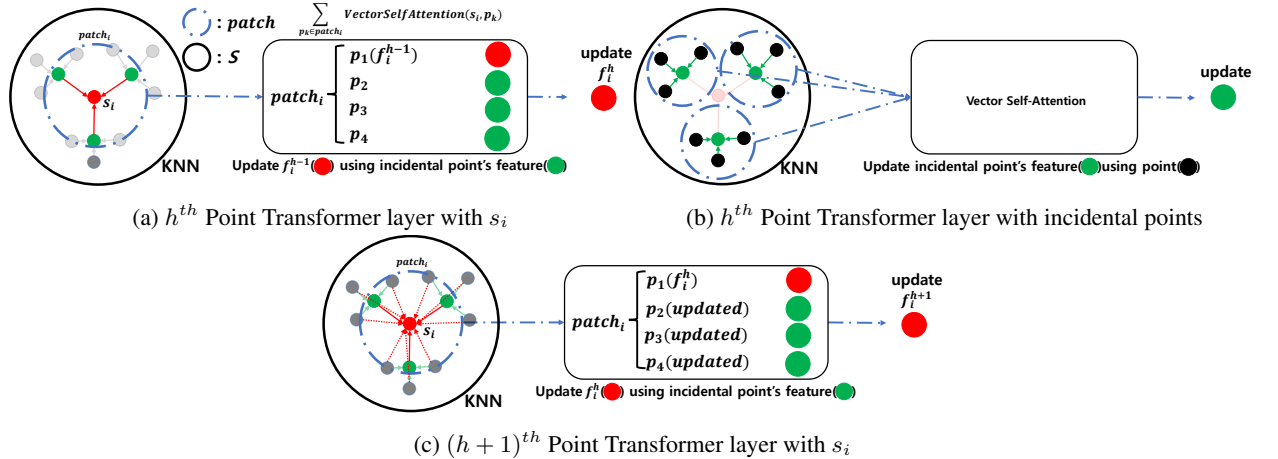 : patch
: S
patch_i
s_i
KNN
\sum_{p_k \in patch_i} VectorSelfAttention(s_i, p_k)
patch_i
p_1(f_i^{h-1})
p_2
p_3
p_4
Update f_i^{h-1}( ) using incidental point's feature( )
update
f_i^h
(a) h^{th} Point Transformer layer with s_i
KNN
Vector Self-Attention
Update incidental point's feature( )using point( )
update
(b) h^{th} Point Transformer layer with incidental points
patch_i
s_i
KNN
patch_i
p_1(f_i^h)
p_2(updated)
p_3(updated)
p_4(updated)
Update f_i^h( ) using incidental point's feature( )
update
f_i^{h+1}
(c) (h + 1)^{th} Point Transformer layer with s_i